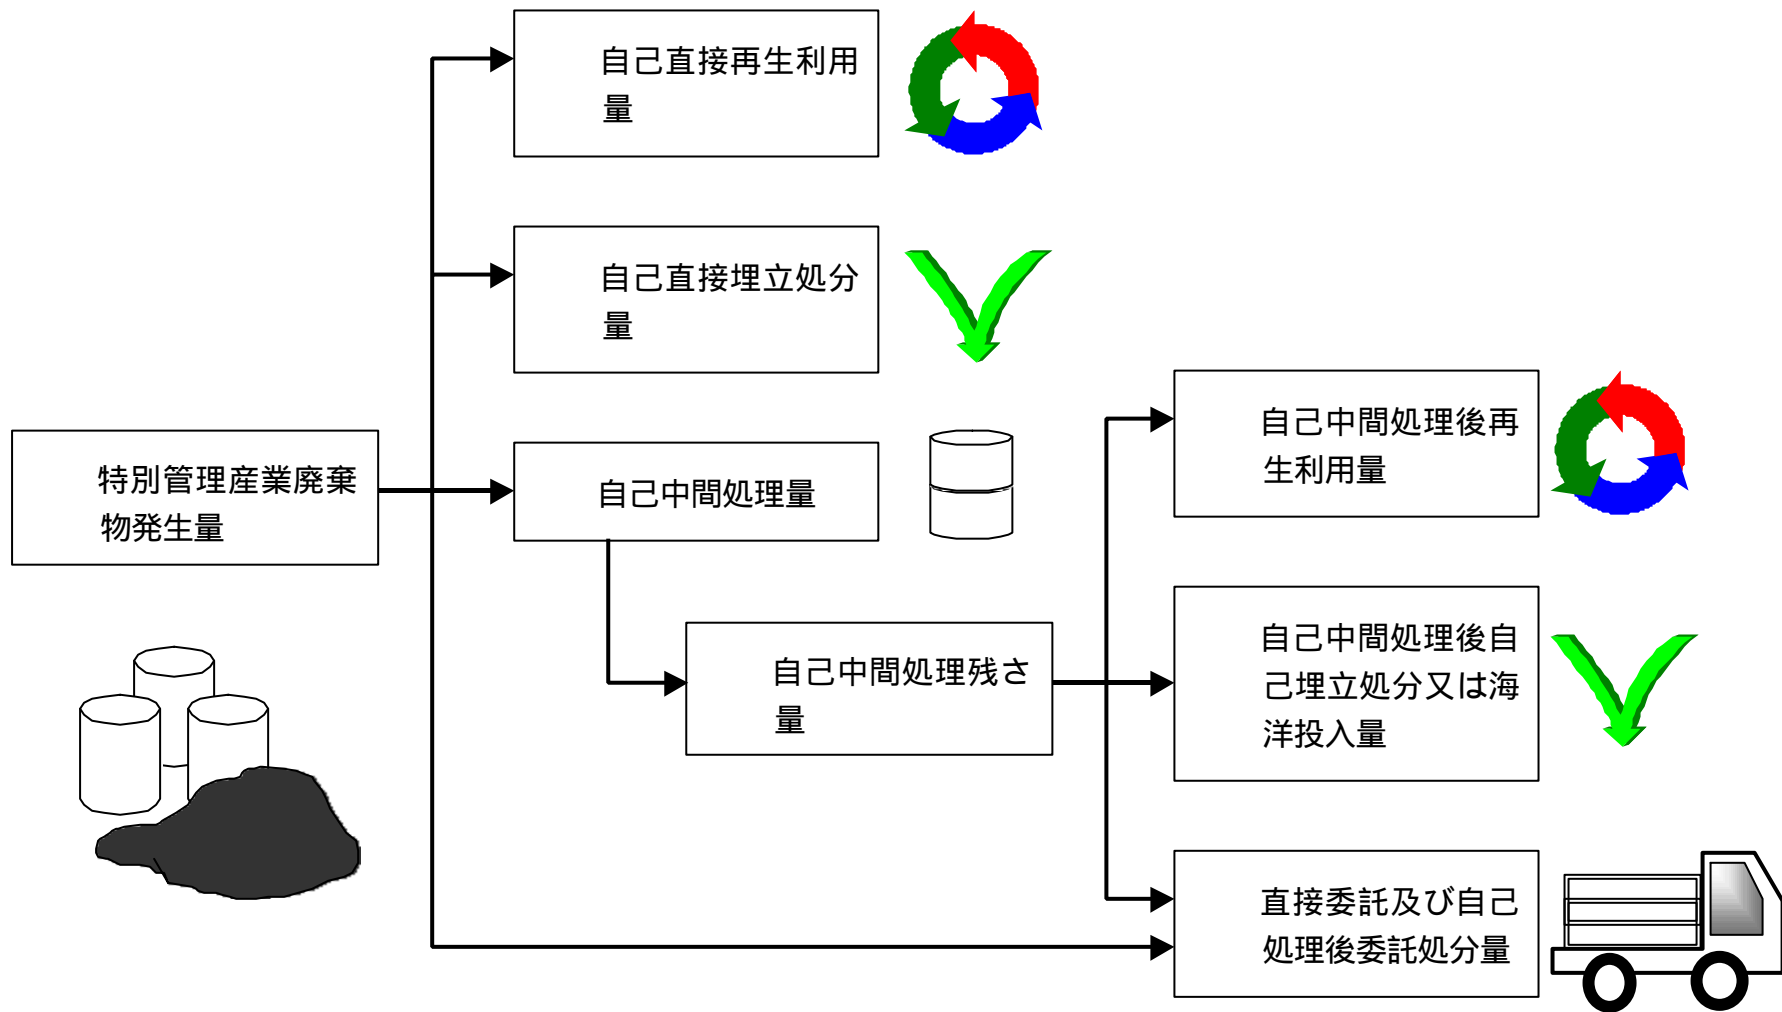 自己直接再生利用
量
自己直接埋立処分
量
特別管理産業廃棄
物発生量
自己中間処理量
自己中間処理残さ
量
自己中間処理後再
生利用量
自己中間処理後自
己埋立処分又は海
洋投入量
直接委託及び自己
処理後委託処分量